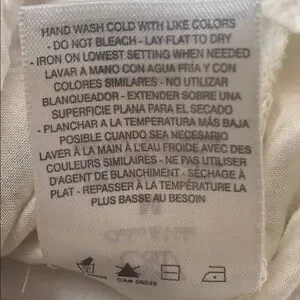 HAND WASH COLD WITH LIKE COLORS
- DO NOT BLEACH - LAY FLAT TO DRY
- IRON ON LOWEST SETTING WHEN NEEDED
LAVAR A MANO CON AGUA FRIA Y CON
COLORES SIMILARES - NO UTILIZAR
BLANQUEADOR - EXTENDER SOBRE UNA
SUPERFICIE PLANA PARA EL SECADO
- PLANCHAR A LA TEMPERATURA MÁS BAJA
POSIBLE CUANDO SEA NECESARIO
LAVER À LA MAIN À L'EAU FROIDE AVEC DES
COULEURS SIMILAIRES - NE PAS UTILISER
D'AGENT DE BLANCHIMENT - SÉCHAGE À
PLAT - REPASSER À LA TEMPÉRATURE LA
PLUS BASSE AU BESOIN
CA# 06349